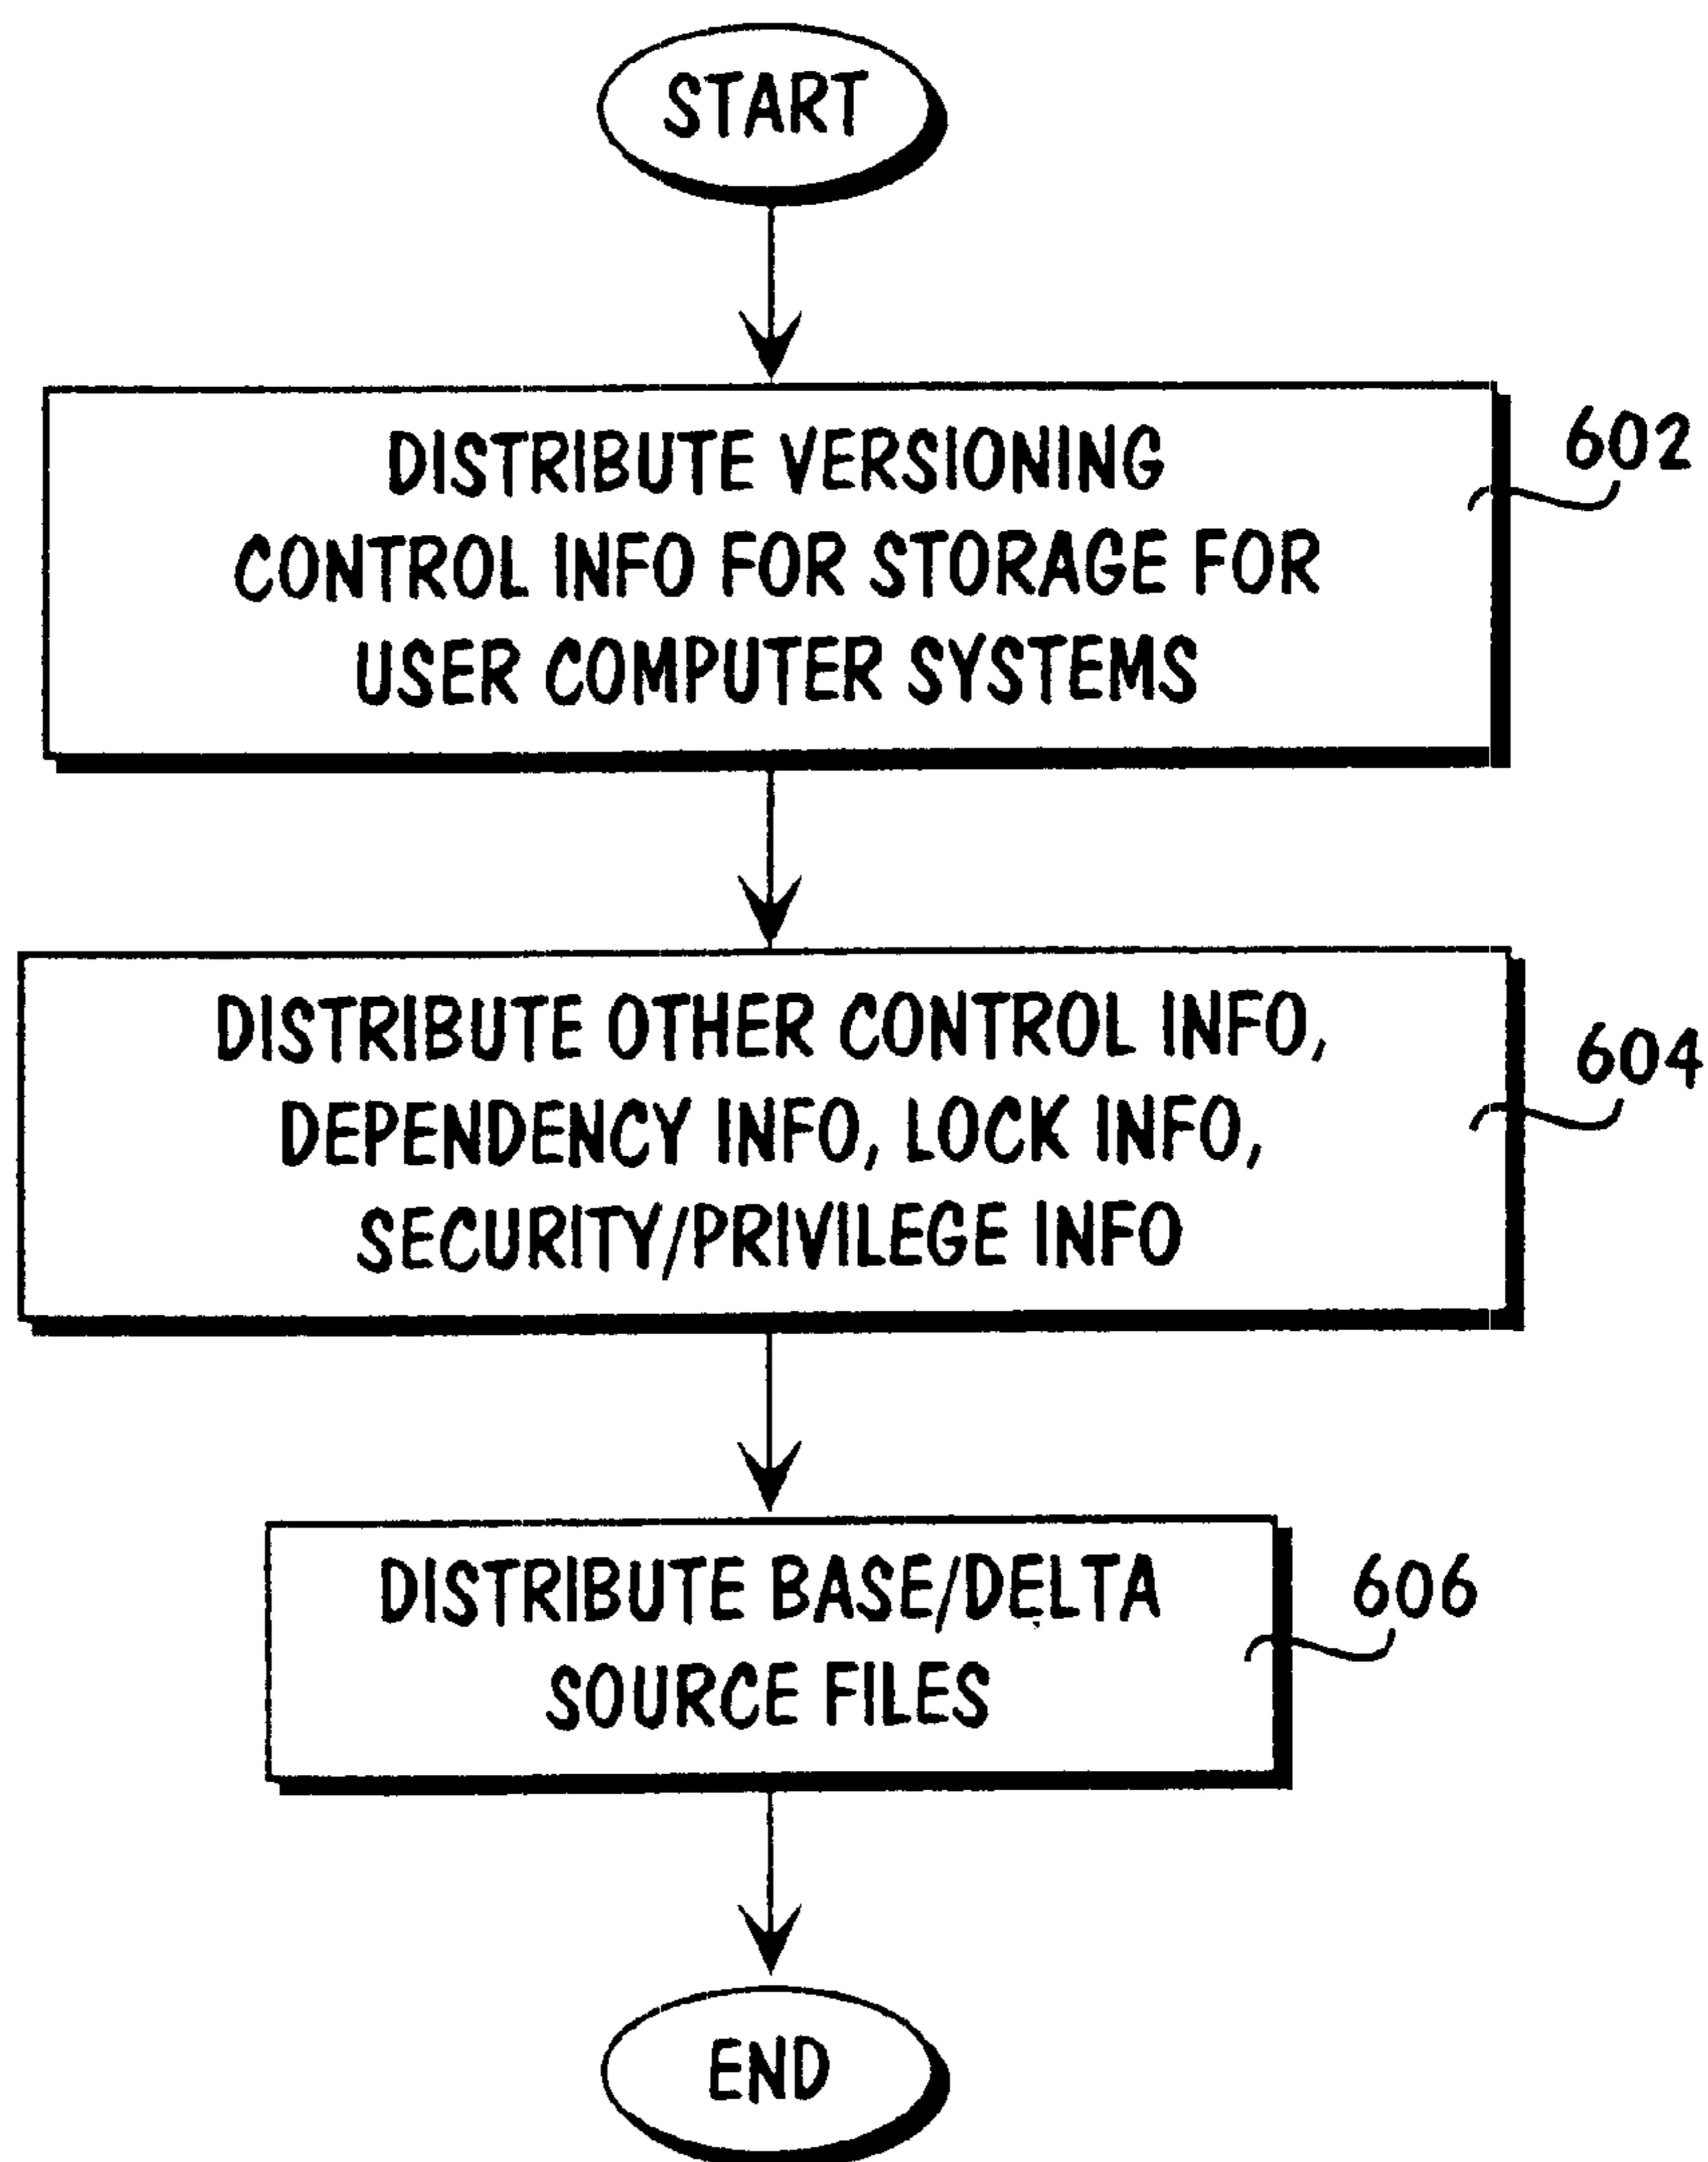 START
DISTRIBUTE VERSIONING
CONTROL INFO FOR STORAGE FOR
USER COMPUTER SYSTEMS
602
DISTRIBUTE OTHER CONTROL INFO,
DEPENDENCY INFO, LOCK INFO,
SECURITY/PRIVILEGE INFO
604
DISTRIBUTE BASE/DELTA
SOURCE FILES
606
END